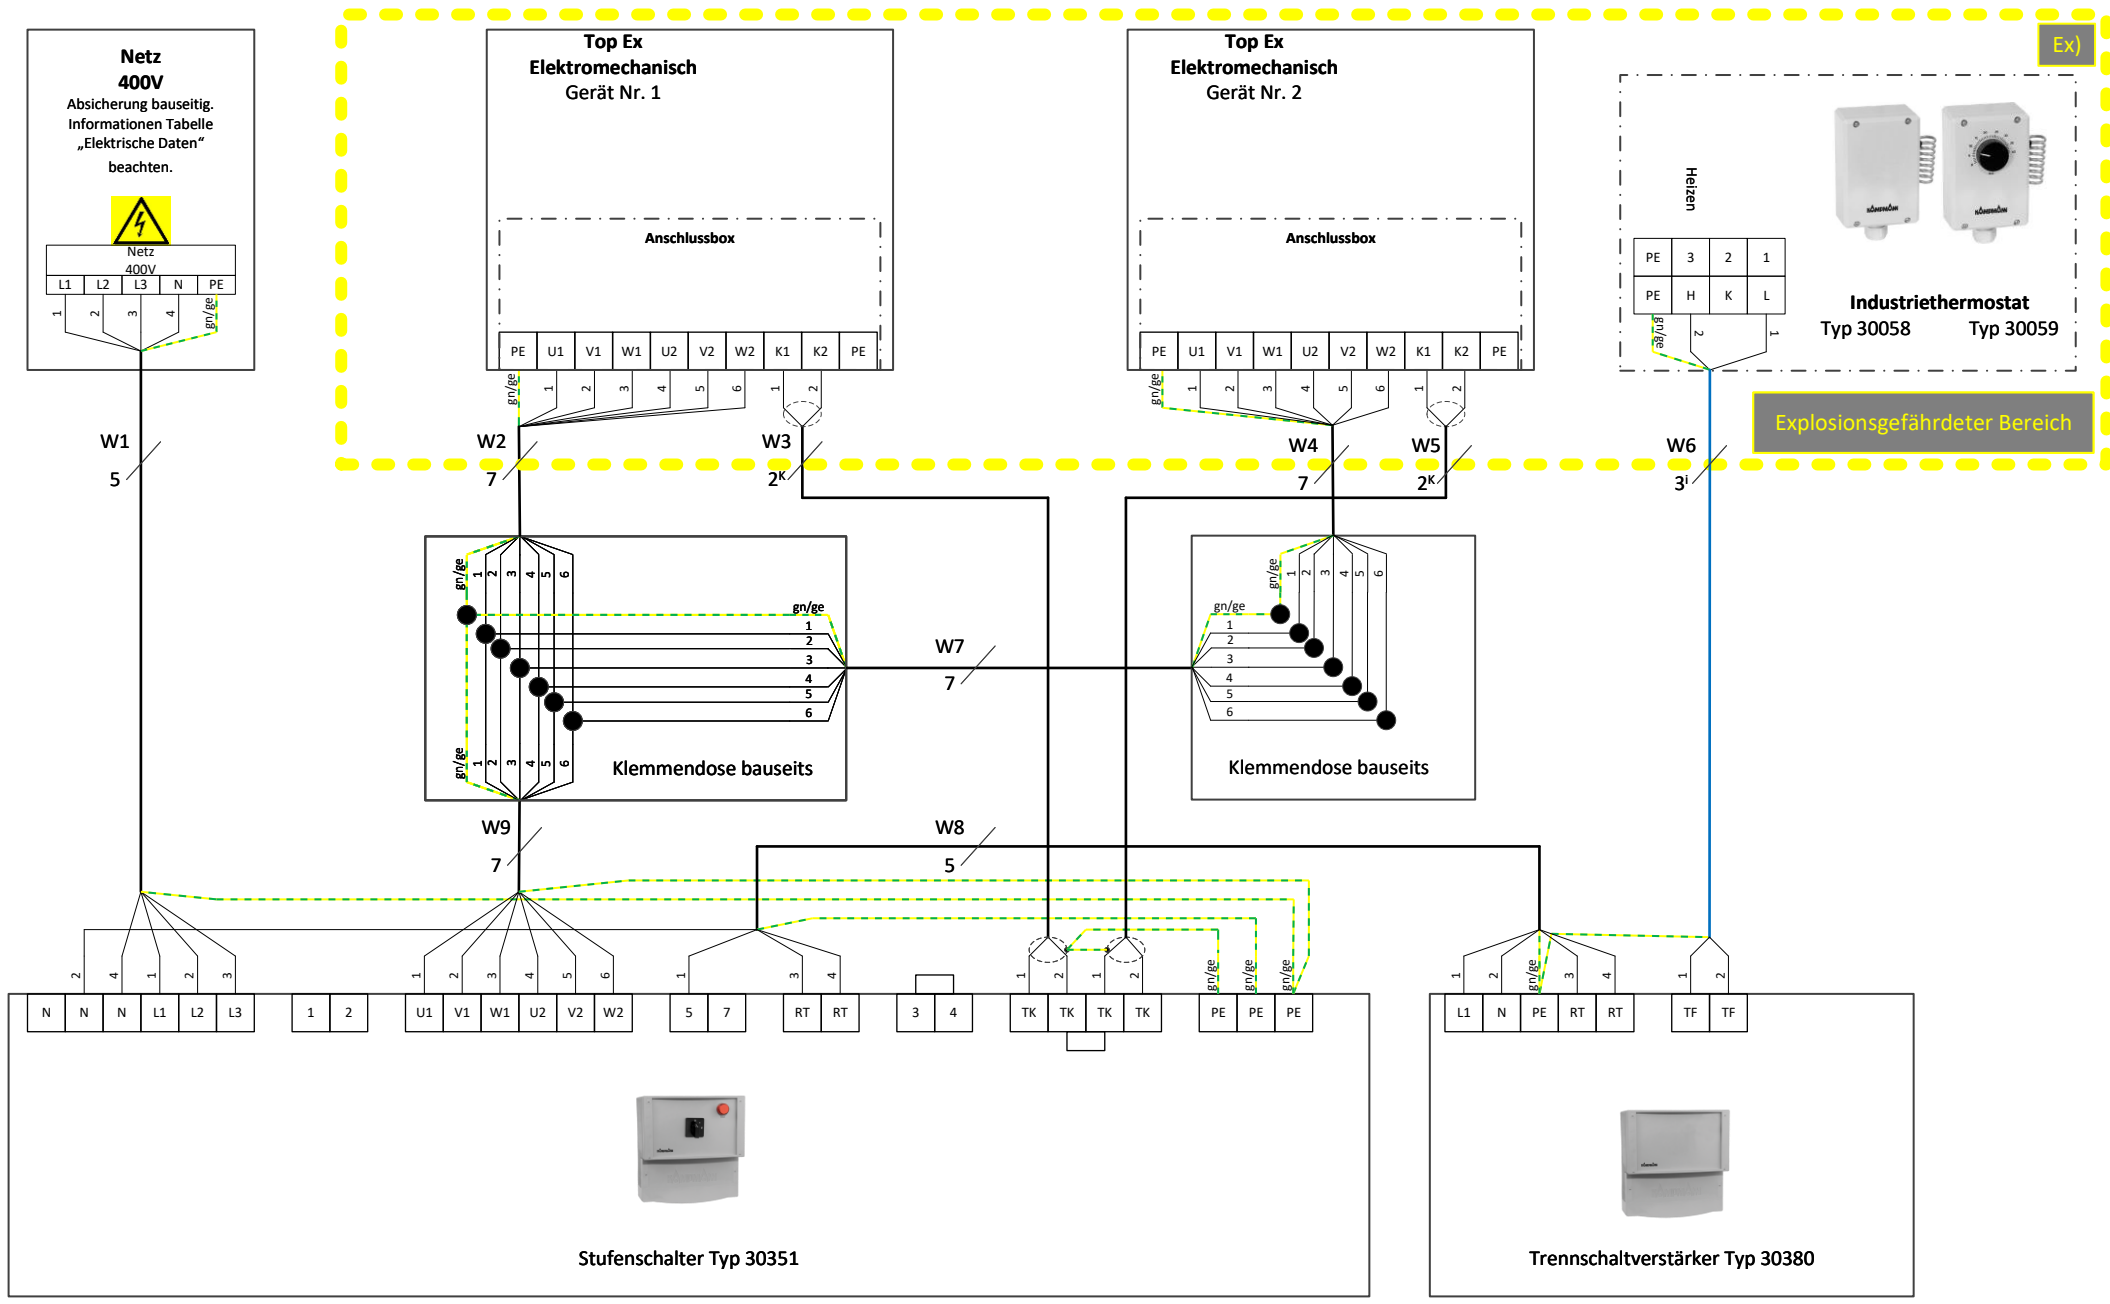 Netz
400V
Absicherung bauseitig.
Informationen Tabelle
„Elektrische Daten“
beachten.
Netz
400V
L1 L2 L3 N PE
1 2 3 4 gn/ge
Top Ex
Elektromechanisch
Gerät Nr. 1
Anschlussbox
PE U1 V1 W1 U2 V2 W2 K1 K2 PE
gn/ge 1 2 3 4 5 6 1 2
Top Ex
Elektromechanisch
Gerät Nr. 2
Anschlussbox
PE U1 V1 W1 U2 V2 W2 K1 K2 PE
gn/ge 1 2 3 4 5 6 1 2
Ex)
Heizen
PE 3 2 1
PE H K L
gn/ge 2 1
Industriethermostat
Typ 30058 Typ 30059
Explosionsgefährdeter Bereich
W1
5
W2
7
W3
2K
W4
7
W5
2K
W6
3i
gn/ge 1 2 3 4 5 6
gn/ge
1
2
3
4
5
6
gn/ge 1 2 3 4 5 6
Klemmendose bauseits
W7
7
gn/ge 1 2 3 4 5 6
gn/ge
1
2
3
4
5
6
Klemmendose bauseits
W9
7
W8
5
2 4 1 2 3 1 2 3 4 5 6 1 3 4 1 2 1 2 gn/ge gn/ge gn/ge
N N N L1 L2 L3 1 2 U1 V1 W1 U2 V2 W2 5 7 RT RT 3 4 TK TK TK TK PE PE PE
Stufenschalter Typ 30351
1 2 gn/ge 3 4 1 2
L1 N PE RT RT TF TF
Trennschaltverstärker Typ 30380